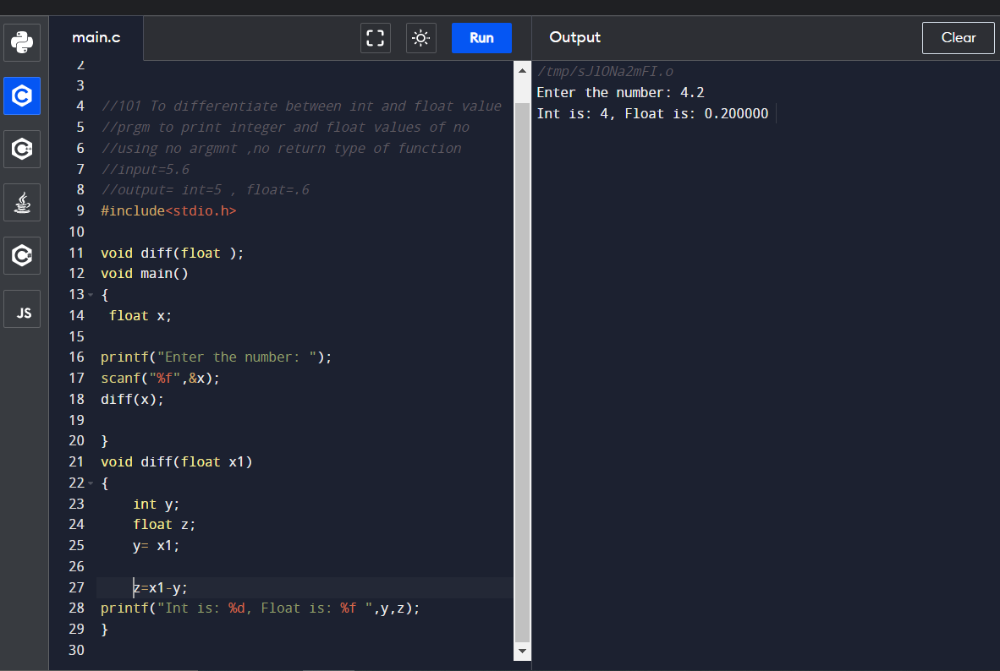 main.c
Run
Output
Clear
JS
2
3
4 //101 To differentiate between int and float value
5 //prgm to print integer and float values of no
6 //using no argmnt ,no return type of function
7 //input=5.6
8 //output= int=5 , float=.6
9 #include<stdio.h>
10
11 void diff(float );
12 void main()
13 {
14  float x;
15
16 printf("Enter the number: ");
17 scanf("%f",&x);
18 diff(x);
19
20 }
21 void diff(float x1)
22 {
23     int y;
24     float z;
25     y= x1;
26
27     z=x1-y;
28 printf("Int is: %d, Float is: %f ",y,z);
29 }
30
/tmp/sJlONa2mFI.o
Enter the number: 4.2
Int is: 4, Float is: 0.200000